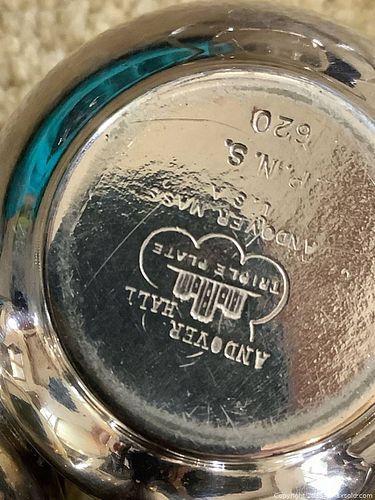 TRIPLE PLATE
ANDOVER HALL
ANDOVER, MASS.
U.S.A.
P.N.S.
620